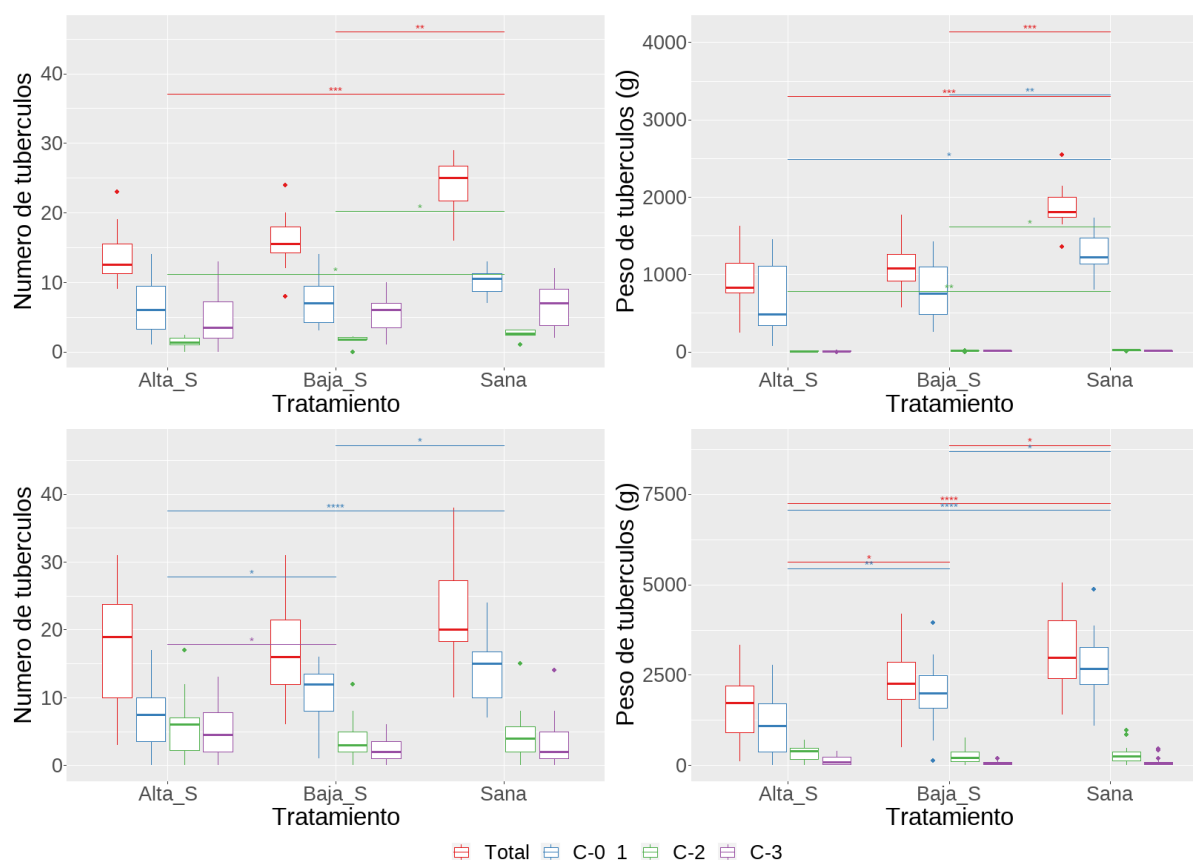 Numero de tuberculos
40
30
20
10
0
**
***
*
*
Alta_S Baja_S Sana
Tratamiento
Peso de tuberculos (g)
4000
3000
2000
1000
0
***
*** **
*
*
**
Alta_S Baja_S Sana
Tratamiento
Numero de tuberculos
40
30
20
10
0
*
****
*
*
Alta_S Baja_S Sana
Tratamiento
Peso de tuberculos (g)
7500
5000
2500
0
*
*
****
****
*
**
Alta_S Baja_S Sana
Tratamiento
Total C-0_1 C-2 C-3